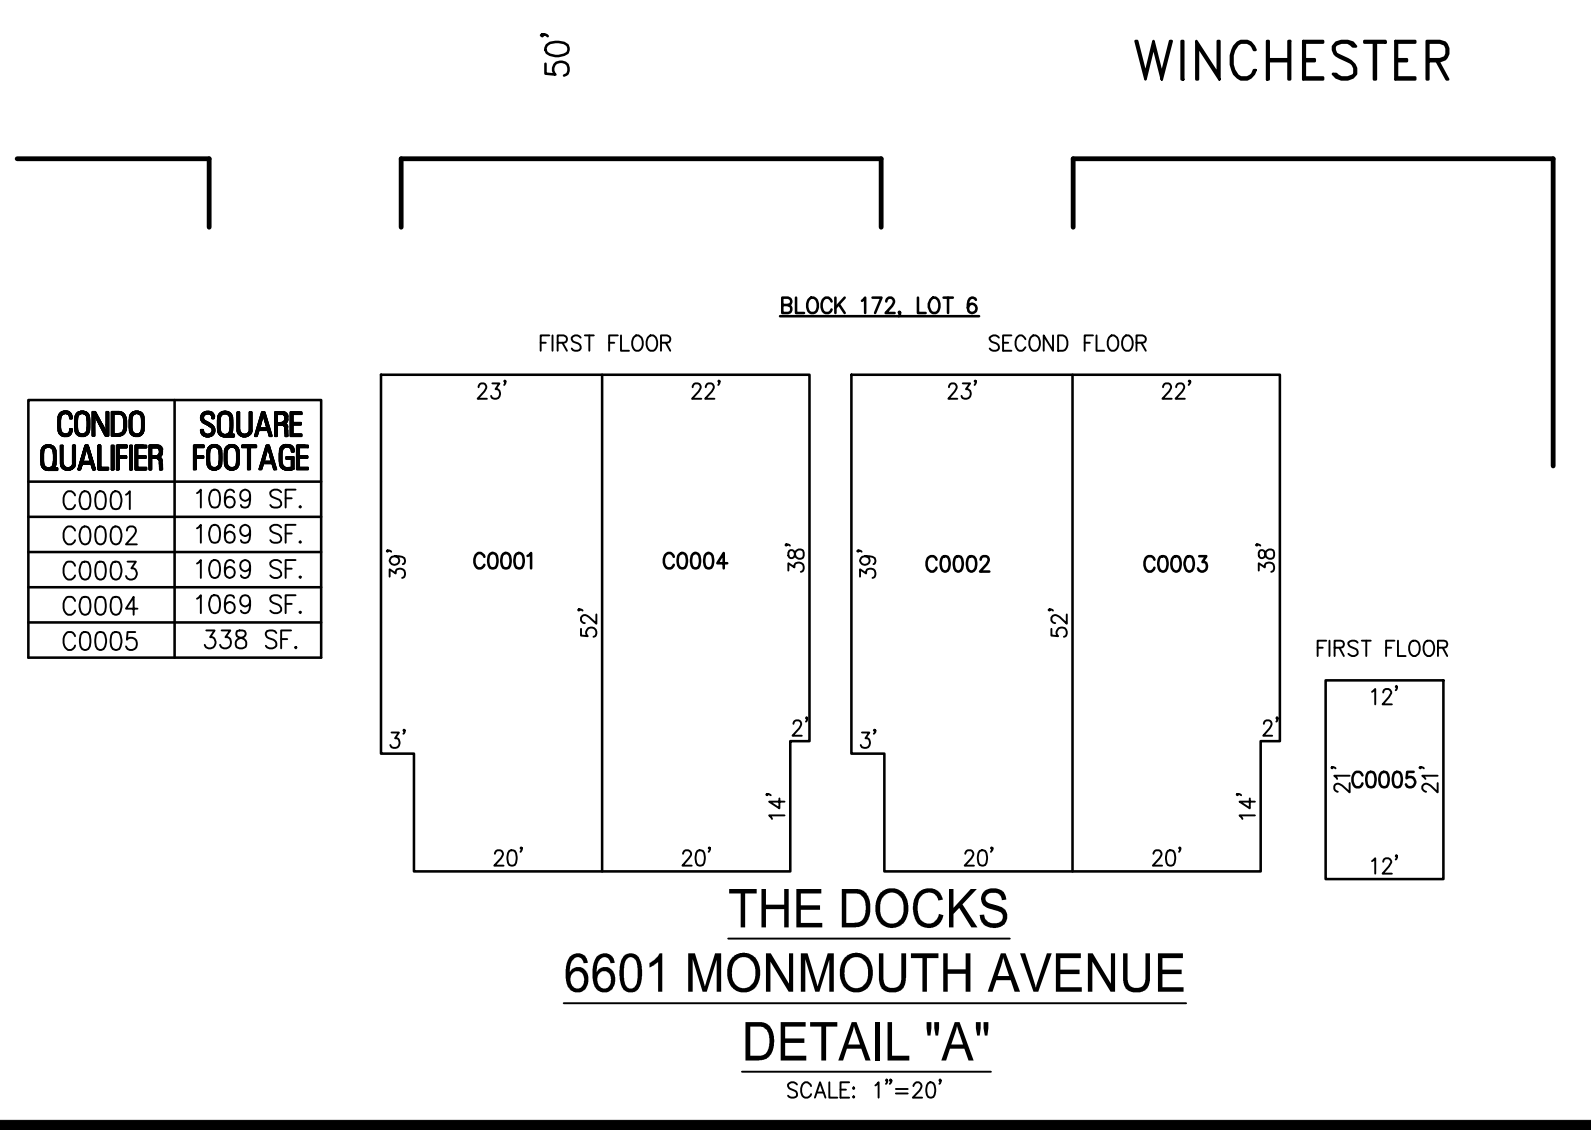 50'
WINCHESTER
BLOCK 172, LOT 6
FIRST FLOOR
SECOND FLOOR
23'
22'
23'
22'
CONDO QUALIFIER
SQUARE FOOTAGE
C0001 1069 SF.
C0002 1069 SF.
C0003 1069 SF.
C0004 1069 SF.
C0005 338 SF.
39'
C0001
52'
C0004
38'
39'
C0002
52'
C0003
38'
3'
2'
3'
2'
14'
14'
20'
20'
20'
20'
FIRST FLOOR
12'
21'
C0005
21'
12'
THE DOCKS
6601 MONMOUTH AVENUE
DETAIL "A"
SCALE: 1"=20'